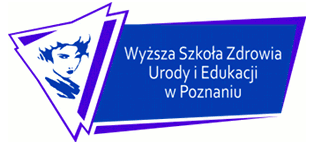 Wyższa Szkoła Zdrowia
Urody i Edukacji
w Poznaniu